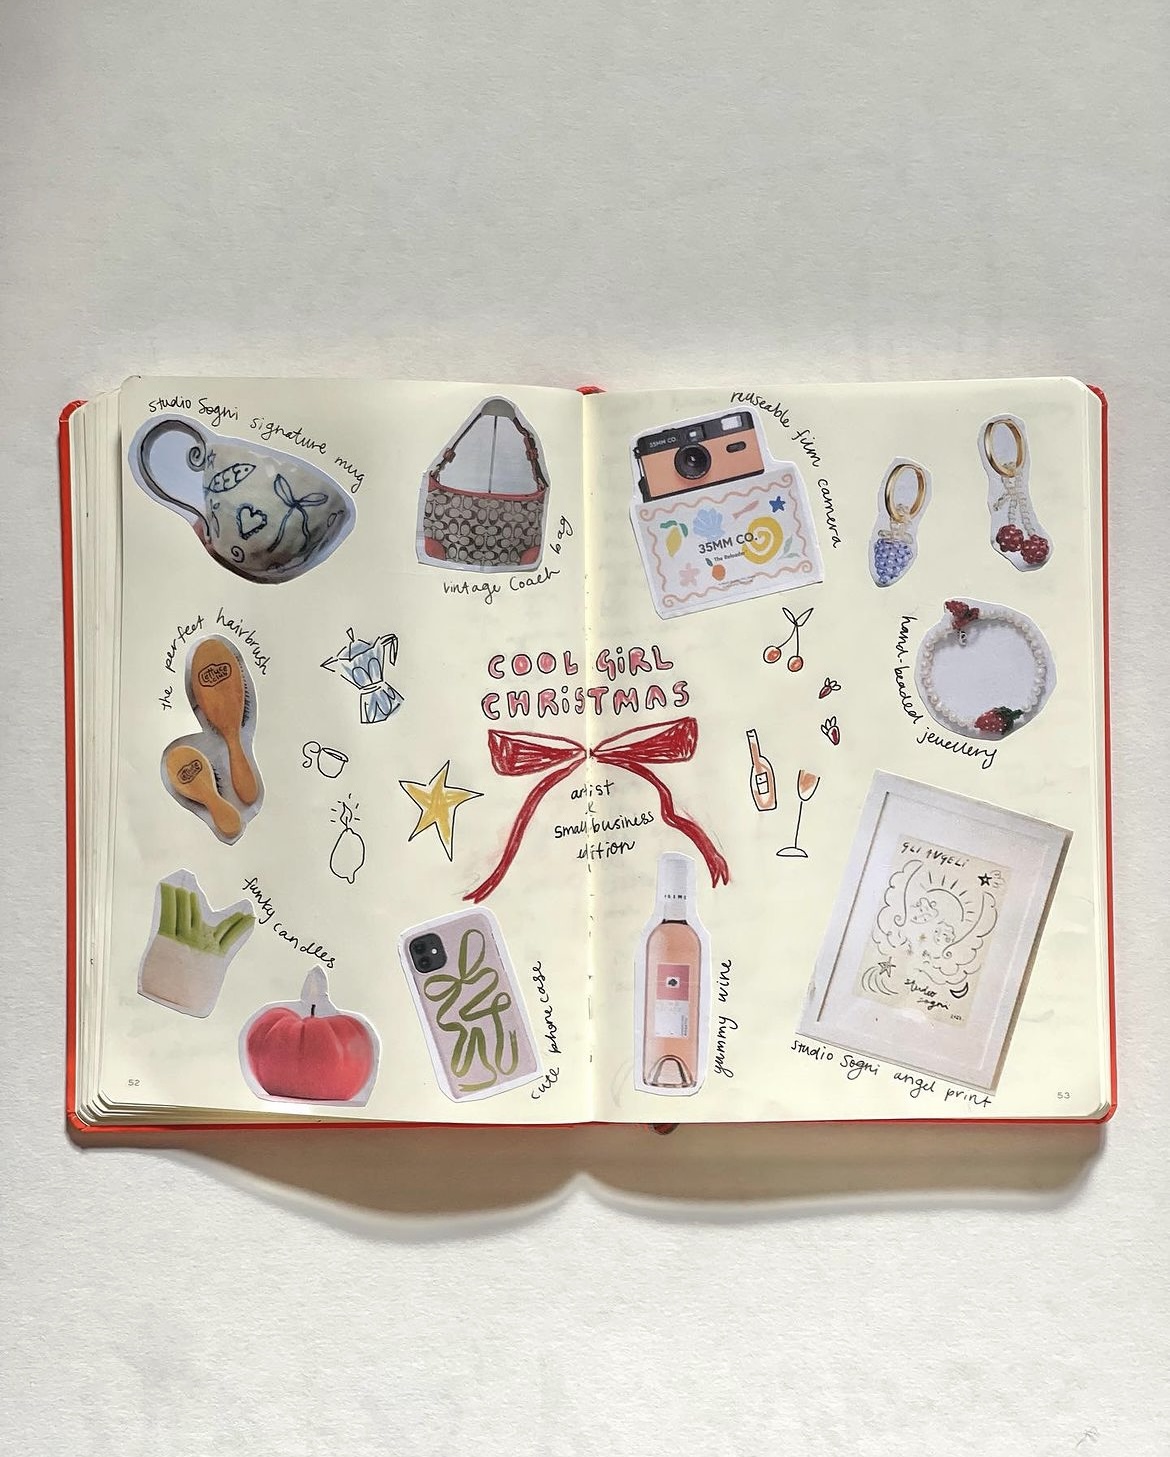 studio Sogni signature mug
vintage Coach bag
reuseable film camera
35MM CO.
35MM CO.
The Reloader
the perfect hairbrush
lettuce
lettuce
COOL GiRL
CHRiSTMAS
artist
&
small business
edition
hand-beaded jewellery
funky candles
cute phone case
yummy wine
GLI ANGELI
studio
sogni
studio Sogni angel print
52
53